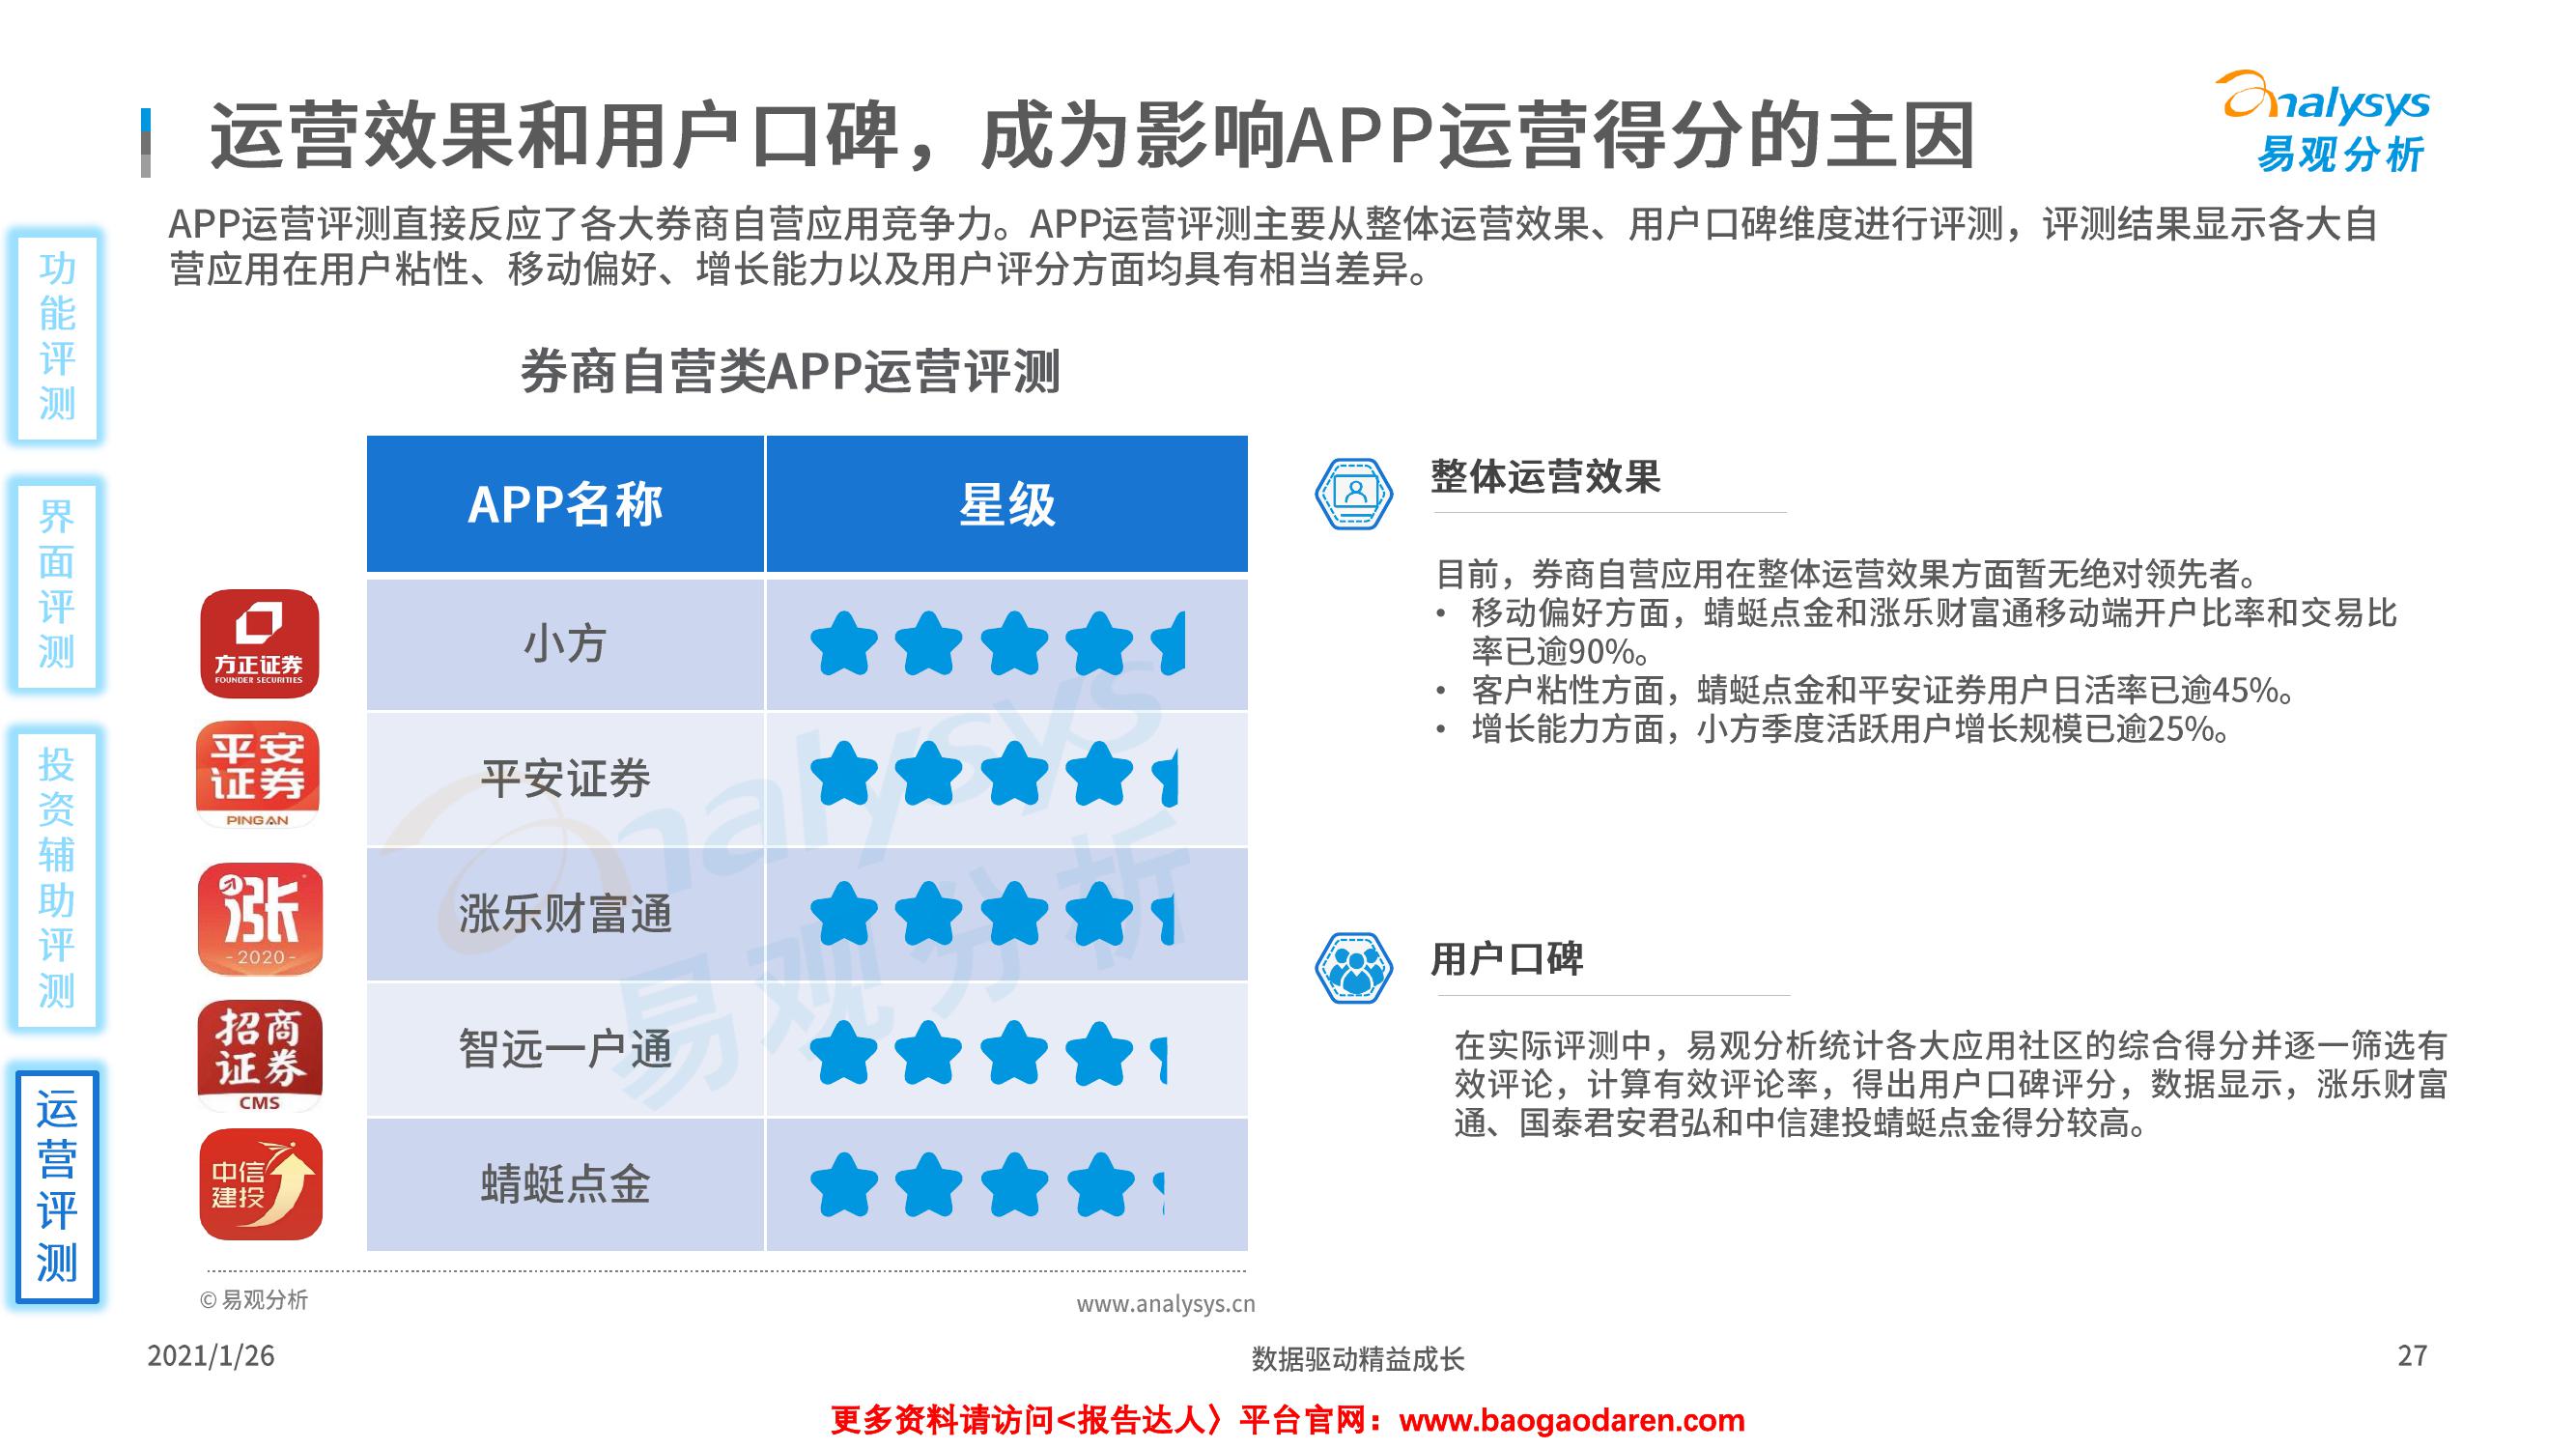 运营效果和用户口碑，成为影响APP运营得分的主因
analysys
易观分析
APP运营评测直接反应了各大券商自营应用竞争力。APP运营评测主要从整体运营效果、用户口碑维度进行评测，评测结果显示各大自
营应用在用户粘性、移动偏好、增长能力以及用户评分方面均具有相当差异。
功能评测
界面评测
投资辅助评测
运营评测
券商自营类APP运营评测
APP名称 星级
方正证券
FOUNDER SECURITIES
小方
平安
证券
PING AN
平安证券
涨
-2020-
涨乐财富通
招商
证券
CMS
智远一户通
中信
建投
蜻蜓点金
analysys
易观分析
© 易观分析
www.analysys.cn
整体运营效果
目前，券商自营应用在整体运营效果方面暂无绝对领先者。
• 移动偏好方面，蜻蜓点金和涨乐财富通移动端开户比率和交易比
率已逾90%。
• 客户粘性方面，蜻蜓点金和平安证券用户日活率已逾45%。
• 增长能力方面，小方季度活跃用户增长规模已逾25%。
用户口碑
在实际评测中，易观分析统计各大应用社区的综合得分并逐一筛选有
效评论，计算有效评论率，得出用户口碑评分，数据显示，涨乐财富
通、国泰君安君弘和中信建投蜻蜓点金得分较高。
2021/1/26
数据驱动精益成长
27
更多资料请访问<报告达人〉平台官网：www.baogaodaren.com